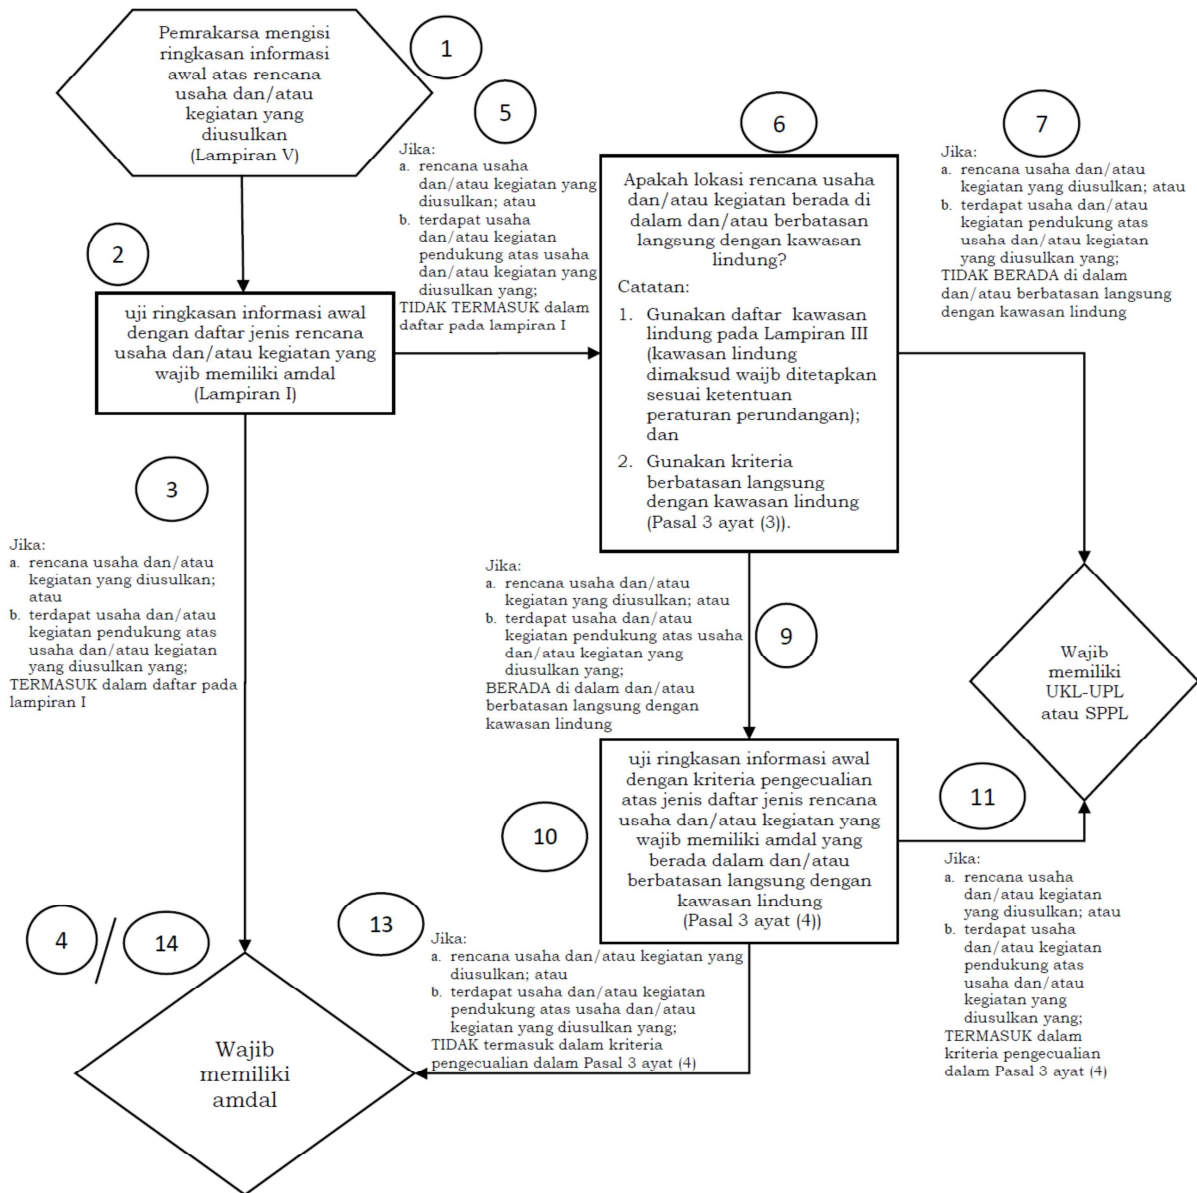 Pemrakarsa mengisi
ringkasan informasi
awal atas rencana
usaha dan/atau
kegiatan yang
diusulkan
(Lampiran V)
1
2
uji ringkasan informasi awal
dengan daftar jenis rencana
usaha dan/atau kegiatan yang
wajib memiliki amdal
(Lampiran I)
3
Jika:
a. rencana usaha dan/atau
kegiatan yang diusulkan;
atau
b. terdapat usaha dan/atau
kegiatan pendukung atas
usaha dan/atau kegiatan
yang diusulkan yang;
TERMASUK dalam daftar pada
lampiran I
4
/
14
Wajib
memiliki
amdal
5
Jika:
a. rencana usaha
dan/atau kegiatan yang
diusulkan; atau
b. terdapat usaha
dan/atau kegiatan
pendukung atas usaha
dan/atau kegiatan yang
diusulkan yang;
TIDAK TERMASUK dalam
daftar pada lampiran I
6
Apakah lokasi rencana usaha
dan/atau kegiatan berada di
dalam dan/atau berbatasan
langsung dengan kawasan
lindung?
Catatan:
1. Gunakan daftar kawasan
lindung pada Lampiran III
(kawasan lindung
dimaksud waijb ditetapkan
sesuai ketentuan
peraturan perundangan);
dan
2. Gunakan kriteria
berbatasan langsung
dengan kawasan lindung
(Pasal 3 ayat (3)).
7
Jika:
a. rencana usaha dan/atau
kegiatan yang diusulkan; atau
b. terdapat usaha dan/atau
kegiatan pendukung atas
usaha dan/atau kegiatan
yang diusulkan yang;
TIDAK BERADA di dalam
dan/atau berbatasan langsung
dengan kawasan lindung
Wajib
memiliki
UKL-UPL
atau SPPL
9
Jika:
a. rencana usaha dan/atau
kegiatan yang diusulkan; atau
b. terdapat usaha dan/atau
kegiatan pendukung atas usaha
dan/atau kegiatan yang
diusulkan yang;
BERADA di dalam dan/atau
berbatasan langsung dengan
kawasan lindung
10
uji ringkasan informasi awal
dengan kriteria pengecualian
atas jenis daftar jenis rencana
usaha dan/atau kegiatan yang
wajib memiliki amdal yang
berada dalam dan/atau
berbatasan langsung dengan
kawasan lindung
(Pasal 3 ayat (4))
11
Jika:
a. rencana usaha
dan/atau kegiatan
yang diusulkan; atau
b. terdapat usaha
dan/atau kegiatan
pendukung atas
usaha dan/atau
kegiatan yang
diusulkan yang;
TERMASUK dalam
kriteria pengecualian
dalam Pasal 3 ayat (4)
13
Jika:
a. rencana usaha dan/atau kegiatan yang
diusulkan; atau
b. terdapat usaha dan/atau kegiatan
pendukung atas usaha dan/atau
kegiatan yang diusulkan yang;
TIDAK termasuk dalam kriteria
pengecualian dalam Pasal 3 ayat (4)